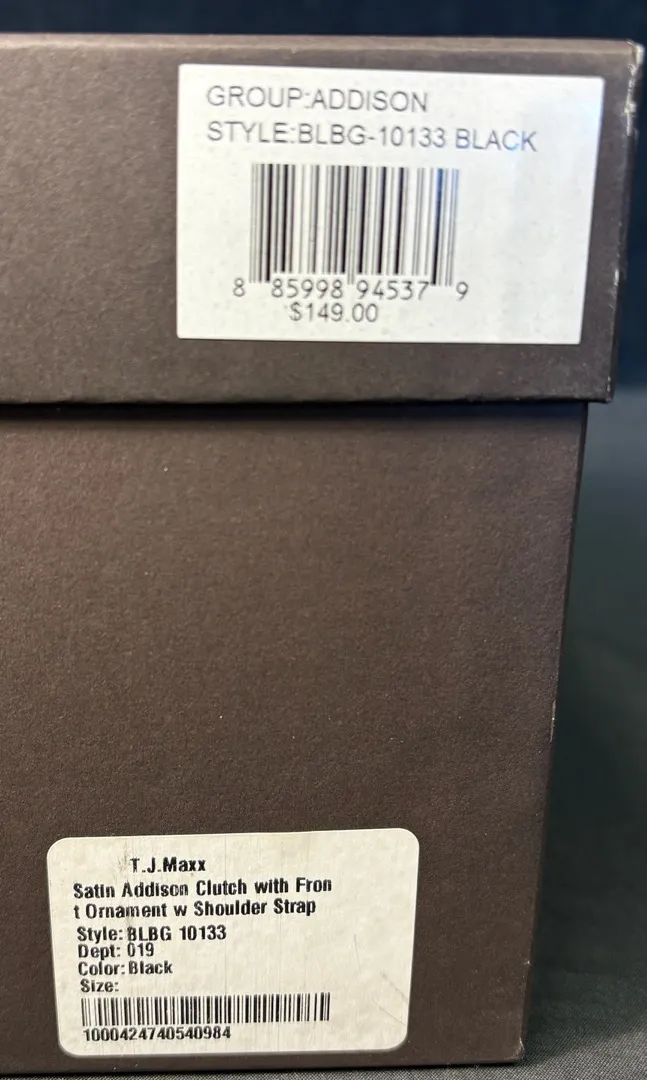 GROUP:ADDISON
STYLE:BLBG-10133 BLACK
8 85998 94537 9
$149.00
T.J.Maxx
Satin Addison Clutch with Fron
t Ornament w Shoulder Strap
Style: BLBG 10133
Dept: 019
Color: Black
Size:
1000424740540984